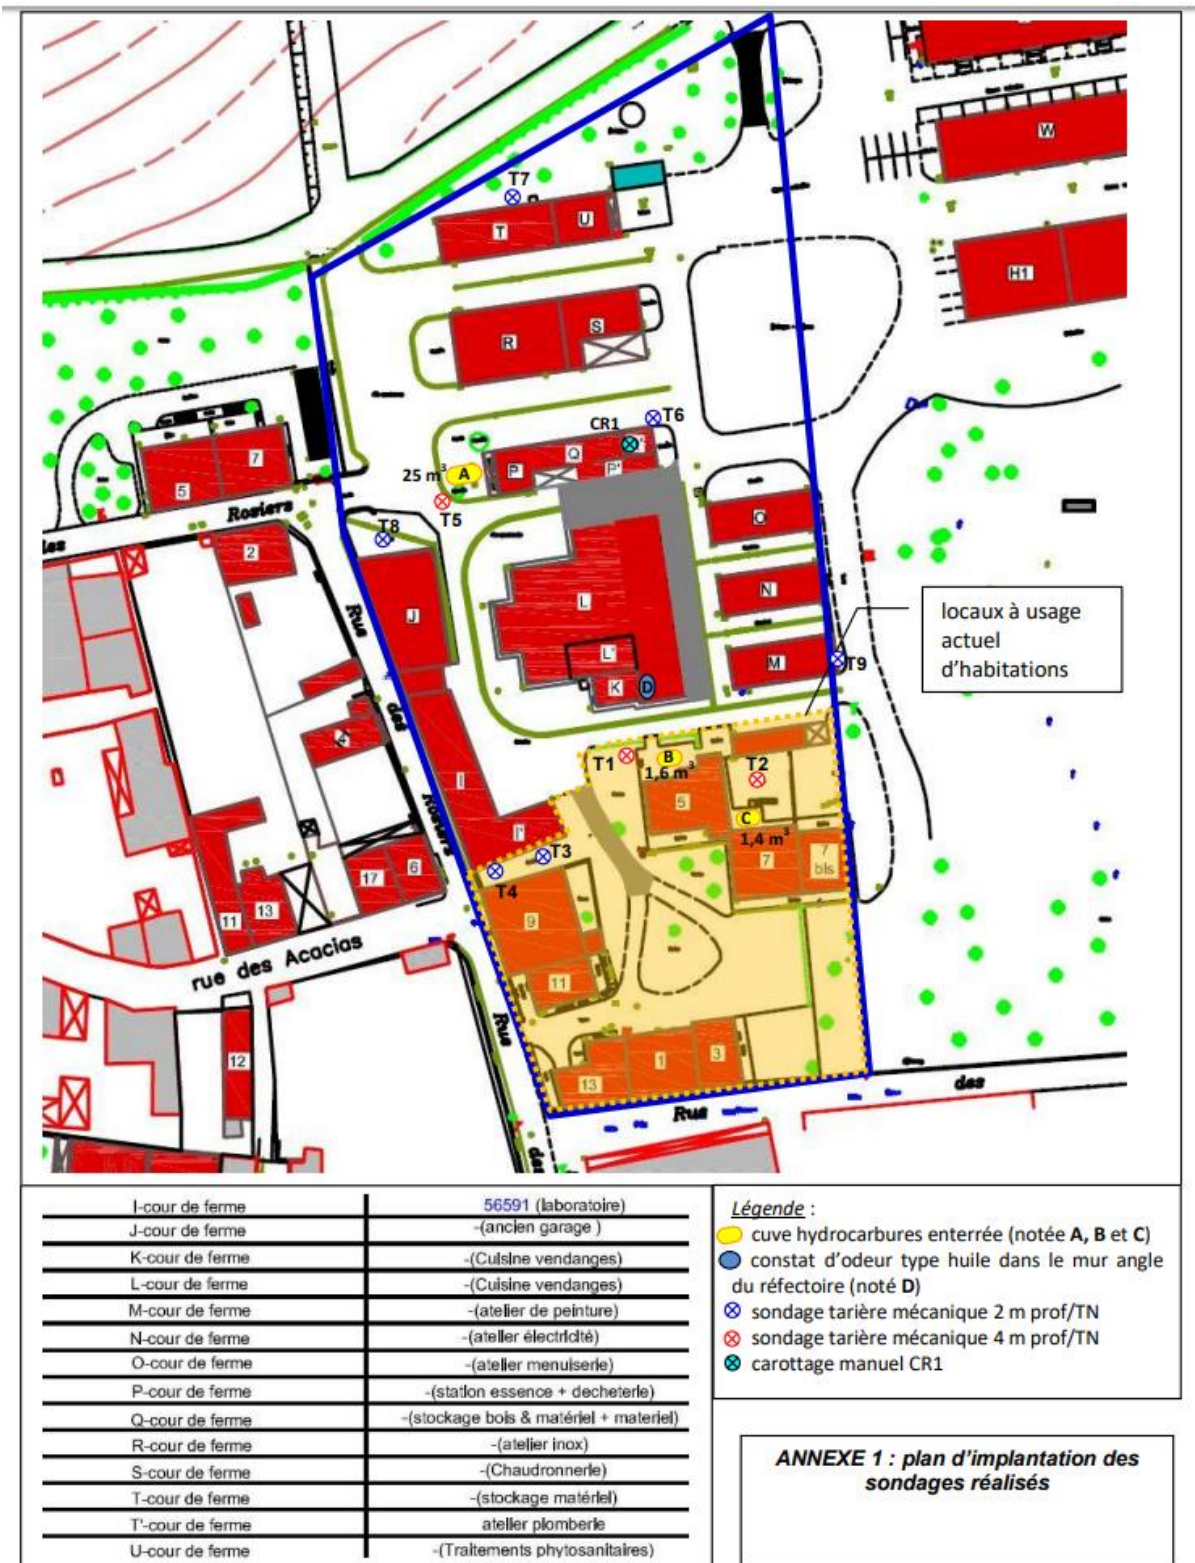 W
T7
U
T
H1
S
R
T6
CR1
Q
P
P'
25 m³
A
T5
7
5
Rosiers
les
O
T8
2
N
L
J
locaux à usage
actuel
d'habitations
Rue
L'
M
T9
K
D
des
T1
B
T2
1,6 m³
I
5
C
Rosiers
1,4 m³
I'
T3
7
7
bis
17
6
T4
9
11
13
rue des Acacias
11
Rue
12
1
3
13
des
Rue
des
I-cour de ferme 56591 (laboratoire)
J-cour de ferme -(ancien garage )
K-cour de ferme -(Cuisine vendanges)
L-cour de ferme -(Cuisine vendanges)
M-cour de ferme -(atelier de peinture)
N-cour de ferme -(atelier électricité)
O-cour de ferme -(atelier menuiserie)
P-cour de ferme -(station essence + decheterie)
Q-cour de ferme -(stockage bois & matériel + materiel)
R-cour de ferme -(atelier inox)
S-cour de ferme -(Chaudronnerie)
T-cour de ferme -(stockage matériel)
T'-cour de ferme atelier plomberie
U-cour de ferme -(Traitements phytosanitaires)
Légende :
cuve hydrocarbures enterrée (notée A, B et C)
constat d'odeur type huile dans le mur angle
du réfectoire (noté D)
sondage tarière mécanique 2 m prof/TN
sondage tarière mécanique 4 m prof/TN
carottage manuel CR1
ANNEXE 1 : plan d'implantation des
sondages réalisés